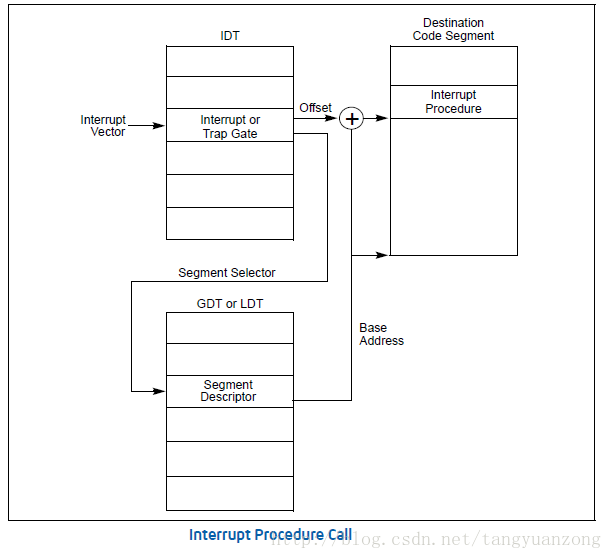 IDT
Destination
Code Segment
Interrupt
Vector
Interrupt or
Trap Gate
Offset
+
Interrupt
Procedure
Segment Selector
GDT or LDT
Base
Address
Segment
Descriptor
Interrupt Procedure Call
http://blog.csdn.net/tangyuanzong